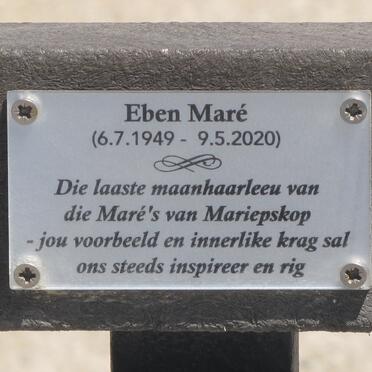 Eben Maré
(6.7.1949 - 9.5.2020)
Die laaste maanhaarleeu van
die Maré's van Mariepskop
- jou voorbeeld en innerlike krag sal
ons steeds inspireer en rig